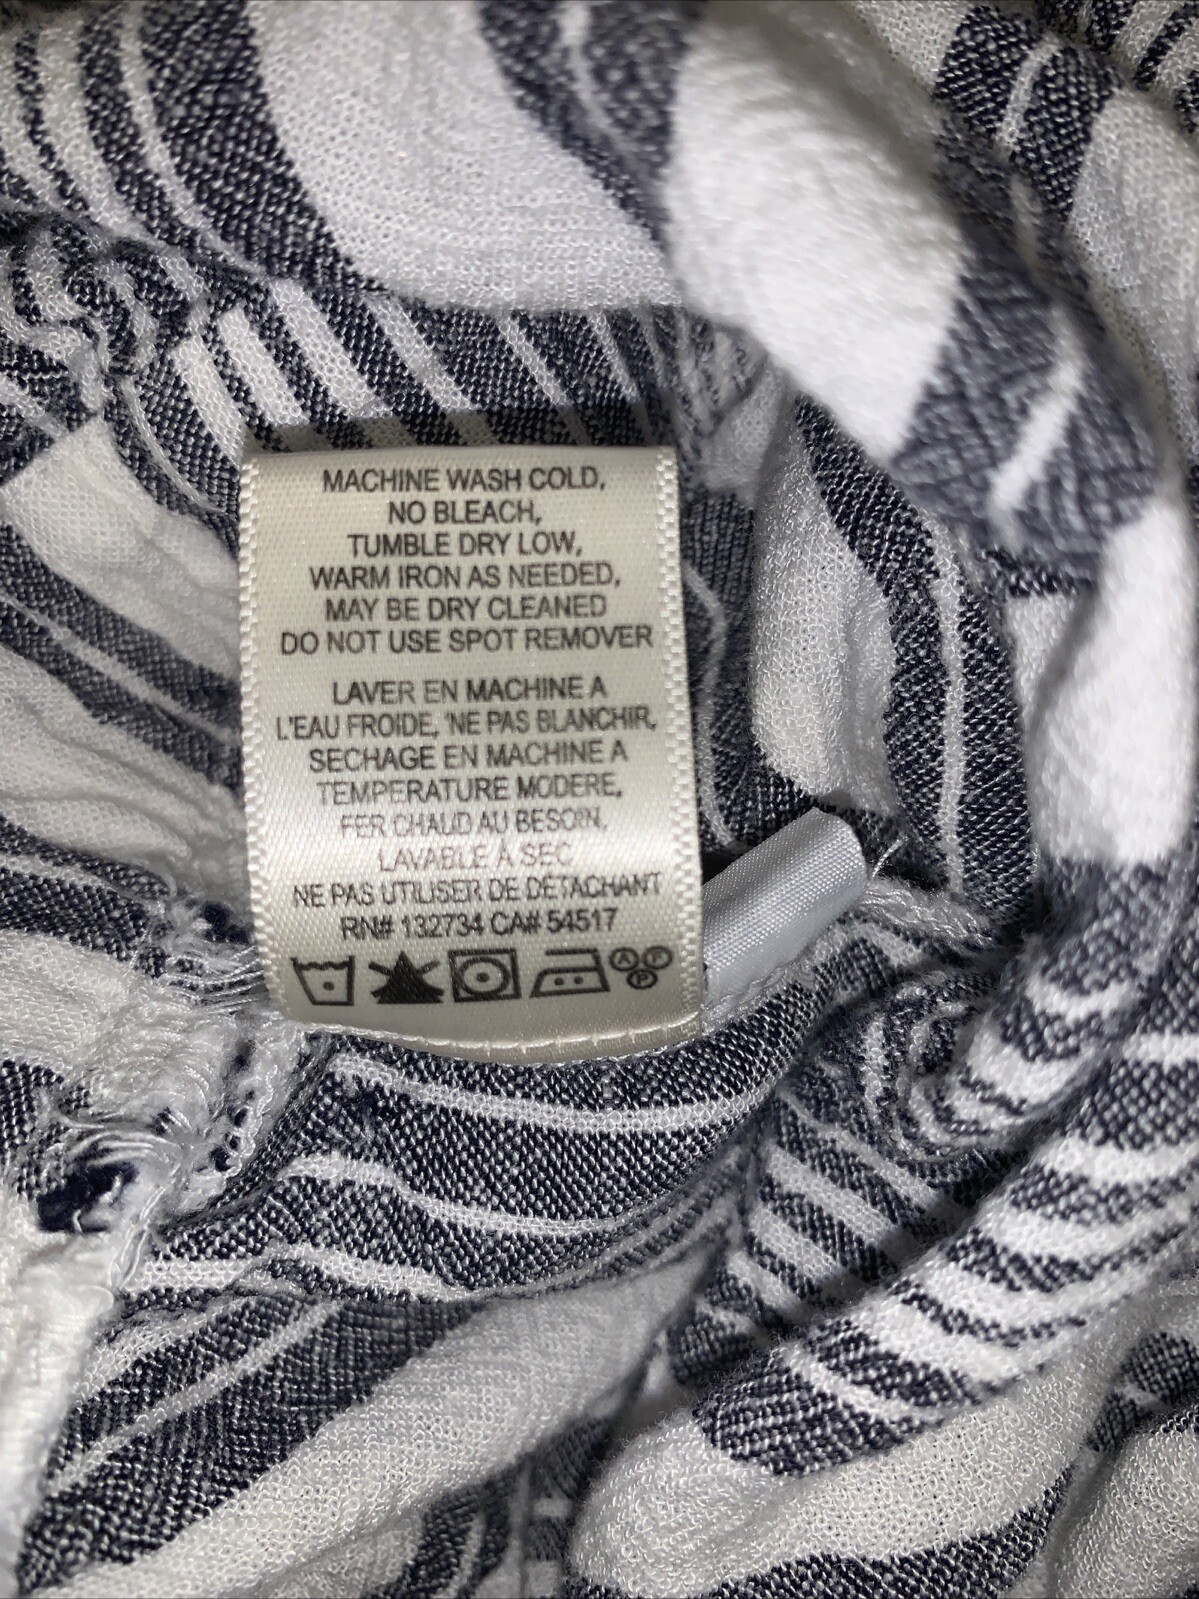 MACHINE WASH COLD,
NO BLEACH,
TUMBLE DRY LOW,
WARM IRON AS NEEDED,
MAY BE DRY CLEANED
DO NOT USE SPOT REMOVER
LAVER EN MACHINE A
L'EAU FROIDE, 'NE PAS BLANCHIR,
SECHAGE EN MACHINE A
TEMPERATURE MODERE,
FER CHAUD AU BESOIN,
LAVABLE À SEC
NE PAS UTILISER DE DÉTACHANT
RN# 132734 CA# 54517
A F
P